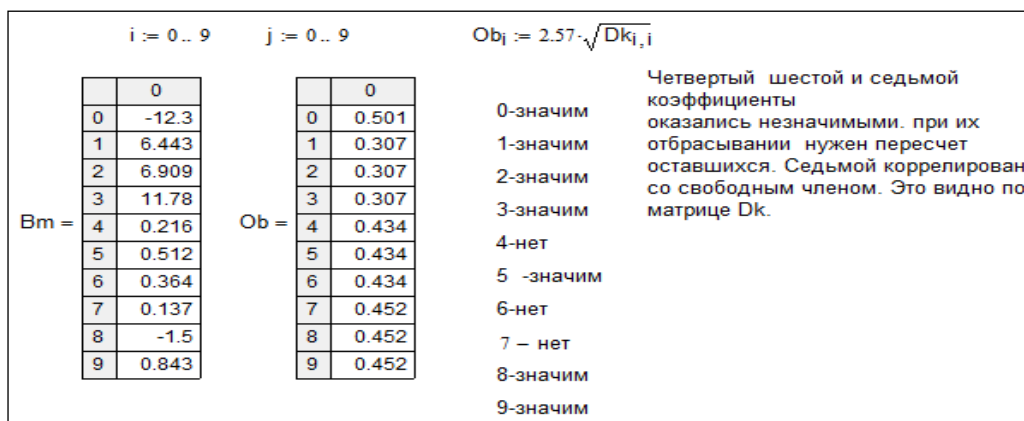 i := 0 .. 9 j := 0 .. 9 Obj := 2.57·√Dki, i
Четвертый шестой и седьмой
коэффициенты
оказались незначимыми. при их
отбрасывании нужен пересчет
оставшихся. Седьмой коррелирован
со свободным членом. Это видно по
матрице Dk.
Bm =
0
0 -12.3
1 6.443
2 6.909
3 11.78
4 0.216
5 0.512
6 0.364
7 0.137
8 -1.5
9 0.843
Ob =
0
0 0.501
1 0.307
2 0.307
3 0.307
4 0.434
5 0.434
6 0.434
7 0.452
8 0.452
9 0.452
0-значим
1-значим
2-значим
3-значим
4-нет
5 -значим
6-нет
7 – нет
8-значим
9-значим